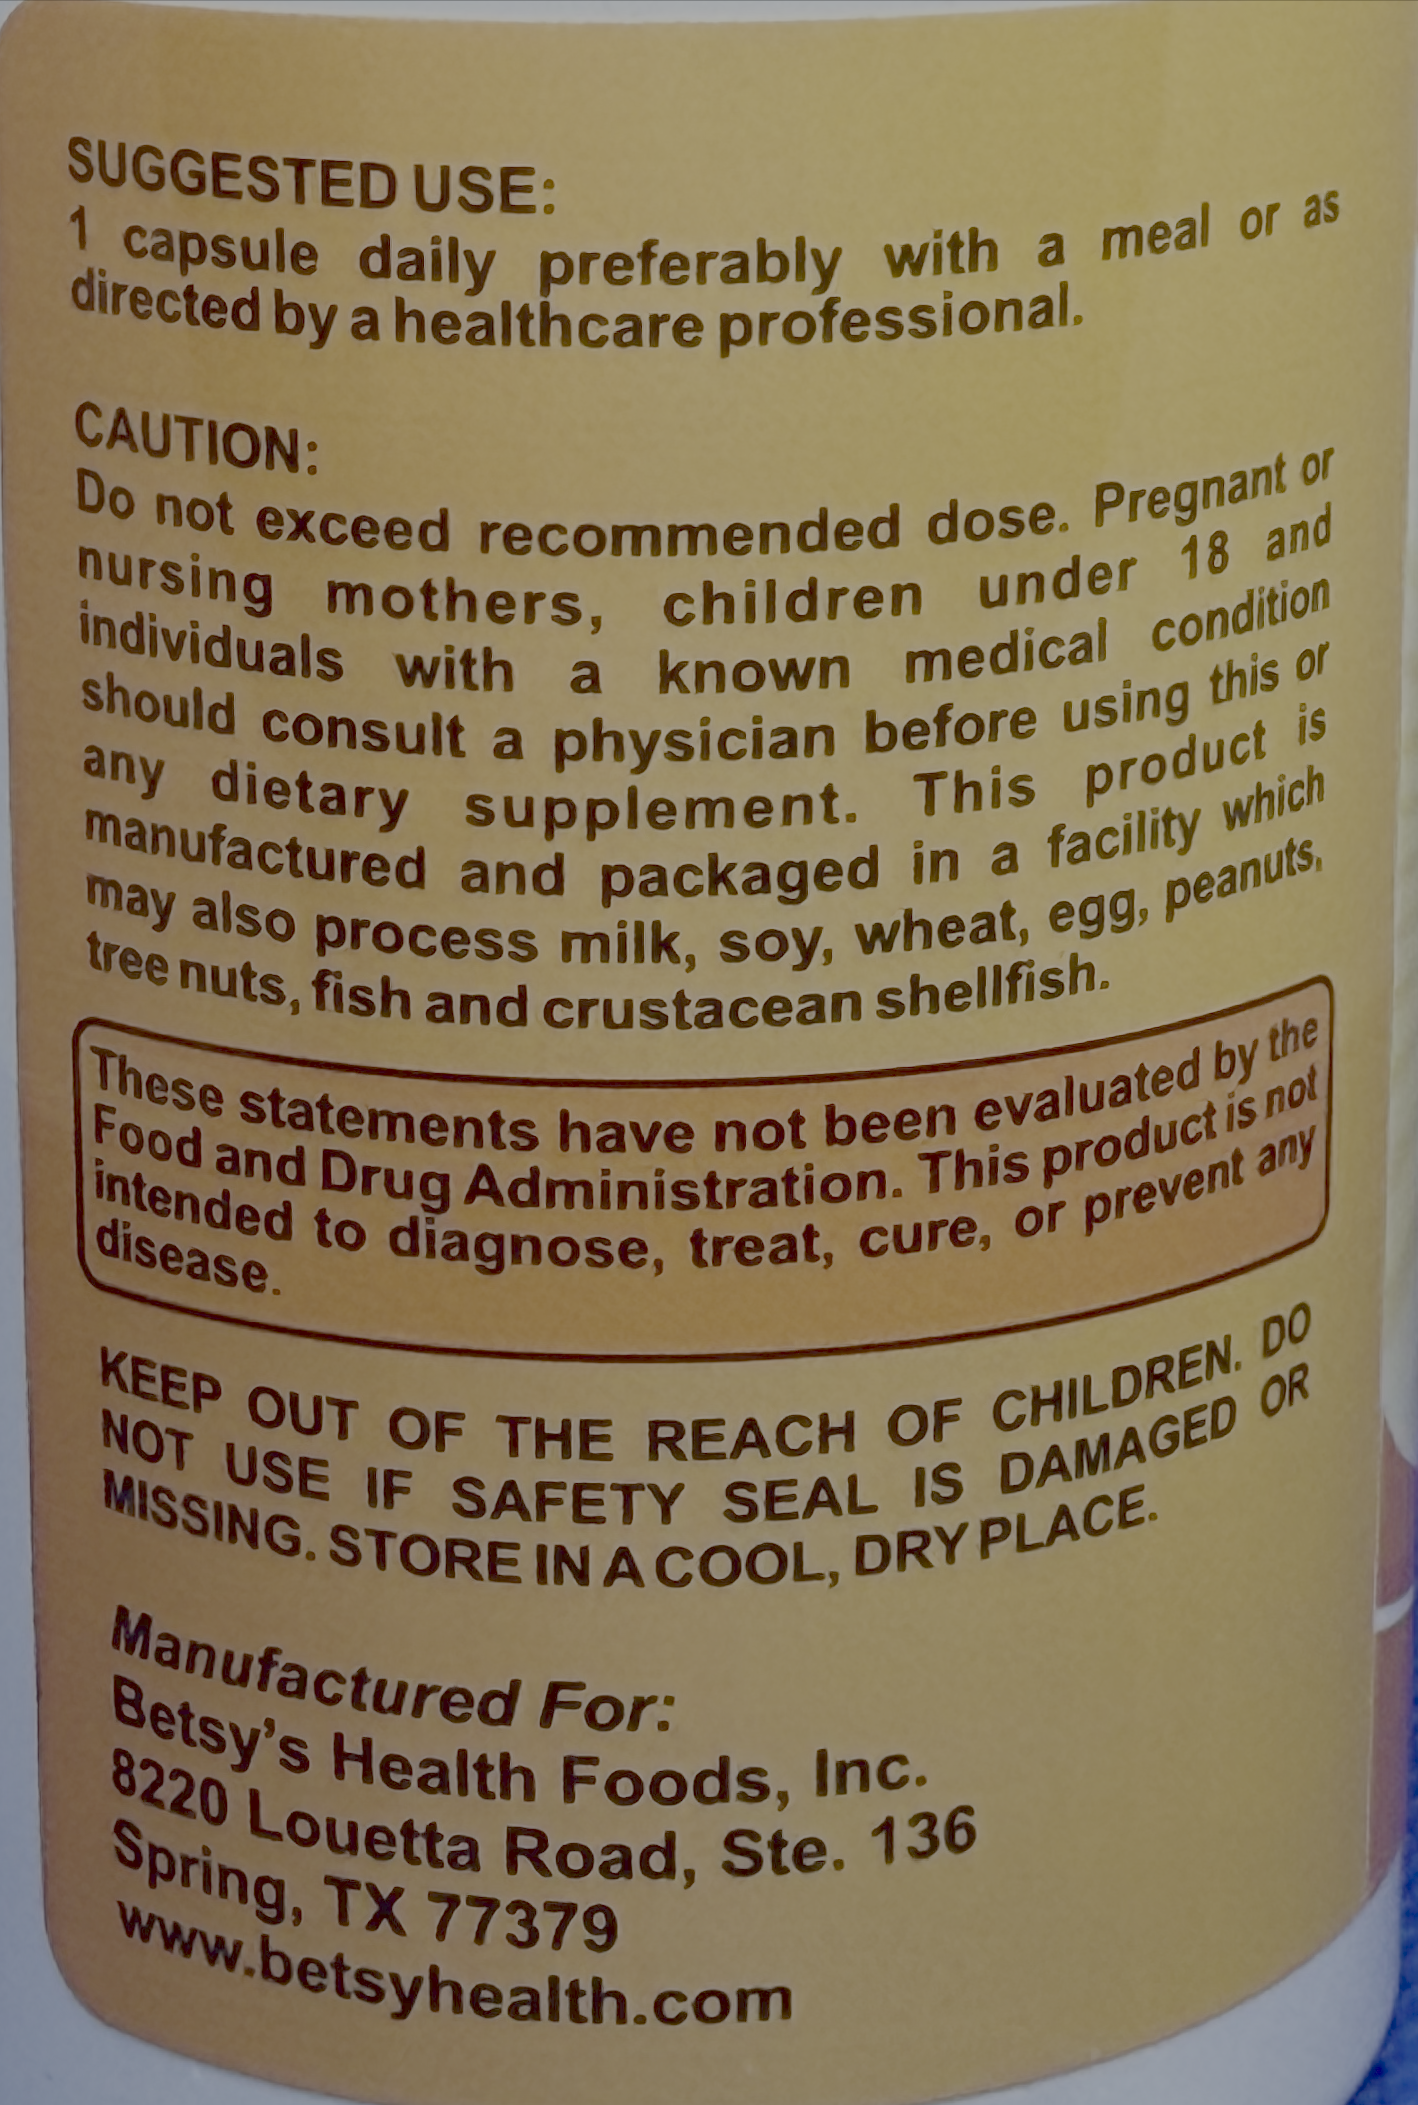 SUGGESTED USE:
1 capsule daily preferably with a meal or as
directed by a healthcare professional.
CAUTION:
Do not exceed recommended dose. Pregnant or
nursing mothers, children under 18 and
individuals with a known medical condition
should consult a physician before using this or
any dietary supplement. This product is
manufactured and packaged in a facility which
may also process milk, soy, wheat, egg, peanuts,
tree nuts, fish and crustacean shellfish.
These statements have not been evaluated by the
Food and Drug Administration. This product is not
intended to diagnose, treat, cure, or prevent any
disease.
KEEP OUT OF THE REACH OF CHILDREN. DO
NOT USE IF SAFETY SEAL IS DAMAGED OR
MISSING. STORE IN A COOL, DRY PLACE.
Manufactured For:
Betsy's Health Foods, Inc.
8220 Louetta Road, Ste. 136
Spring, TX 77379
www.betsyhealth.com